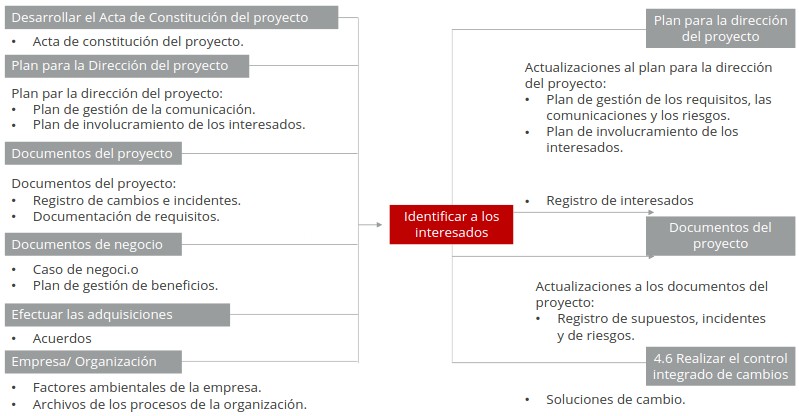 Desarrollar el Acta de Constitución del proyecto
• Acta de constitución del proyecto.
Plan para la Dirección del proyecto
Plan par la dirección del proyecto:
• Plan de gestión de la comunicación.
• Plan de involucramiento de los interesados.
Documentos del proyecto
Documentos del proyecto:
• Registro de cambios e incidentes.
• Documentación de requisitos.
Documentos de negocio
• Caso de negoci.o
• Plan de gestión de beneficios.
Efectuar las adquisiciones
• Acuerdos
Empresa/ Organización
• Factores ambientales de la empresa.
• Archivos de los procesos de la organización.
Identificar a los
interesados
Plan para la dirección
del proyecto
Actualizaciones al plan para la dirección
del proyecto:
• Plan de gestión de los requisitos, las
comunicaciones y los riesgos.
• Plan de involucramiento de los
interesados.
• Registro de interesados
Documentos del
proyecto
Actualizaciones a los documentos del
proyecto:
• Registro de supuestos, incidentes
y de riesgos.
4.6 Realizar el control
integrado de cambios
• Soluciones de cambio.